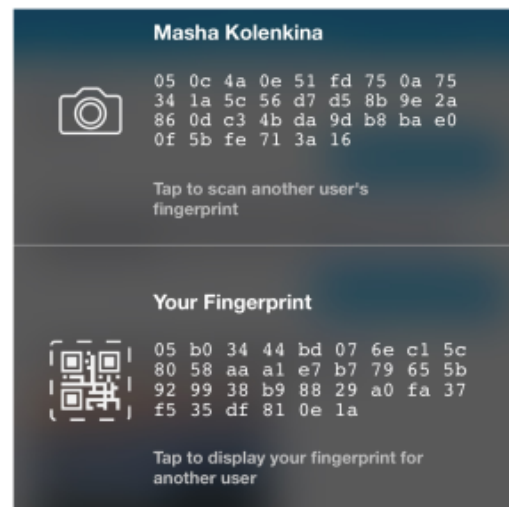 Masha Kolenkina
05 0c 4a 0e 51 fd 75 0a 75
34 1a 5c 56 d7 d5 8b 9e 2a
86 0d c3 4b da 9d b8 ba e0
0f 5b fe 71 3a 16
Tap to scan another user's
fingerprint
Your Fingerprint
05 b0 34 44 bd 07 6e c1 5c
80 58 aa a1 e7 b7 79 65 5b
92 99 38 b9 88 29 a0 fa 37
f5 35 df 81 0e 1a
Tap to display your fingerprint for
another user